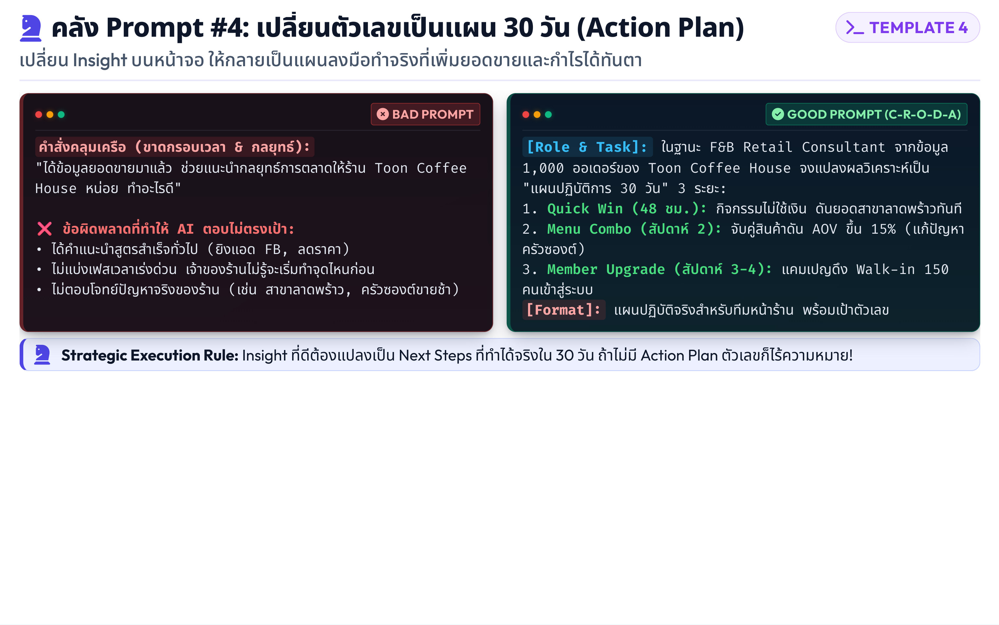 คลัง Prompt #4: เปลี่ยนตัวเลขเป็นแผน 30 วัน (Action Plan)
TEMPLATE 4
เปลี่ยน Insight บนหน้าจอ ให้กลายเป็นแผนลงมือทำจริงที่เพิ่มยอดขายและกำไรได้ทันตา
BAD PROMPT
คำสั่งคลุมเครือ (ขาดกรอบเวลา & กลยุทธ์):
"ได้ข้อมูลยอดขายมาแล้ว ช่วยแนะนำกลยุทธ์การตลาดให้ร้าน Toon Coffee
House หน่อย ทำอะไรดี"
❌ ข้อผิดพลาดที่ทำให้ AI ตอบไม่ตรงเป้า:
• ได้คำแนะนำสูตรสำเร็จทั่วไป (ยิงแอด FB, ลดราคา)
• ไม่แบ่งเฟสเวลาเร่งด่วน เจ้าของร้านไม่รู้จะเริ่มทำจุดไหนก่อน
• ไม่ตอบโจทย์ปัญหาจริงของร้าน (เช่น สาขาลาดพร้าว, ครัวซองต์ขายช้า)
GOOD PROMPT (C-R-O-D-A)
[Role & Task]: ในฐานะ F&B Retail Consultant จากข้อมูล
1,000 ออเดอร์ของ Toon Coffee House จงแปลงผลวิเคราะห์เป็น
"แผนปฏิบัติการ 30 วัน" 3 ระยะ:
1. Quick Win (48 ชม.): กิจกรรมไม่ใช้เงิน ดันยอดสาขาลาดพร้าวทันที
2. Menu Combo (สัปดาห์ 2): จับคู่สินค้าดัน AOV ขึ้น 15% (แก้ปัญหา
ครัวซองต์)
3. Member Upgrade (สัปดาห์ 3-4): แคมเปญดึง Walk-in 150
คนเข้าสู่ระบบ
[Format]: แผนปฏิบัติจริงสำหรับทีมหน้าร้าน พร้อมเป้าตัวเลข
Strategic Execution Rule: Insight ที่ดีต้องแปลงเป็น Next Steps ที่ทำได้จริงใน 30 วัน ถ้าไม่มี Action Plan ตัวเลขก็ไร้ความหมาย!